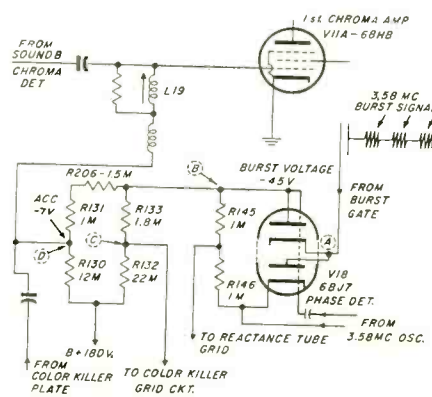 1st. CHROMA AMP
V11A-6BH8
FROM
SOUND &
CHROMA
DET
L19
3.58 MC
BURST SIGNAL
R206-1.5M
B
BURST VOLTAGE
-45V
FROM
BURST
GATE
ACC
-7V
R131
1M
R133
1.8M
R145
1M
A
D
C
R130
12M
R132
22M
R146
1M
V18
6BJ7
PHASE DET.
TO REACTANCE TUBE
GRID
FROM
3.58MC OSC.
B+180V.
FROM
COLOR KILLER
PLATE
TO COLOR KILLER
GRID CKT.